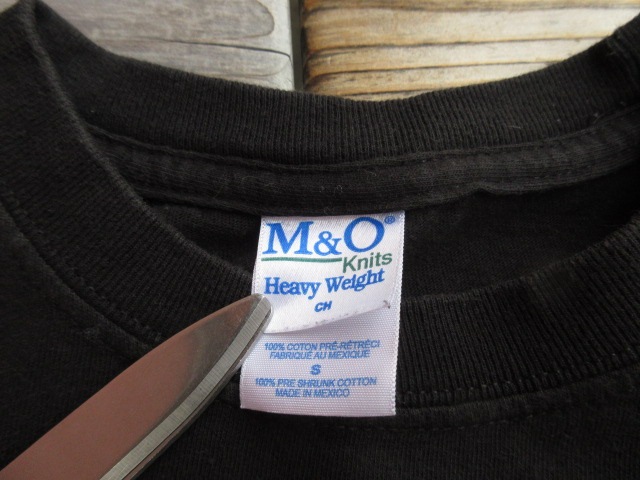 M&O®
Knits
Heavy Weight
CH
100% COTON PRÉ-RÉTRÉCI
FABRIQUÉ AU MEXIQUE
S
100% PRE SHRUNK COTTON
MADE IN MEXICO